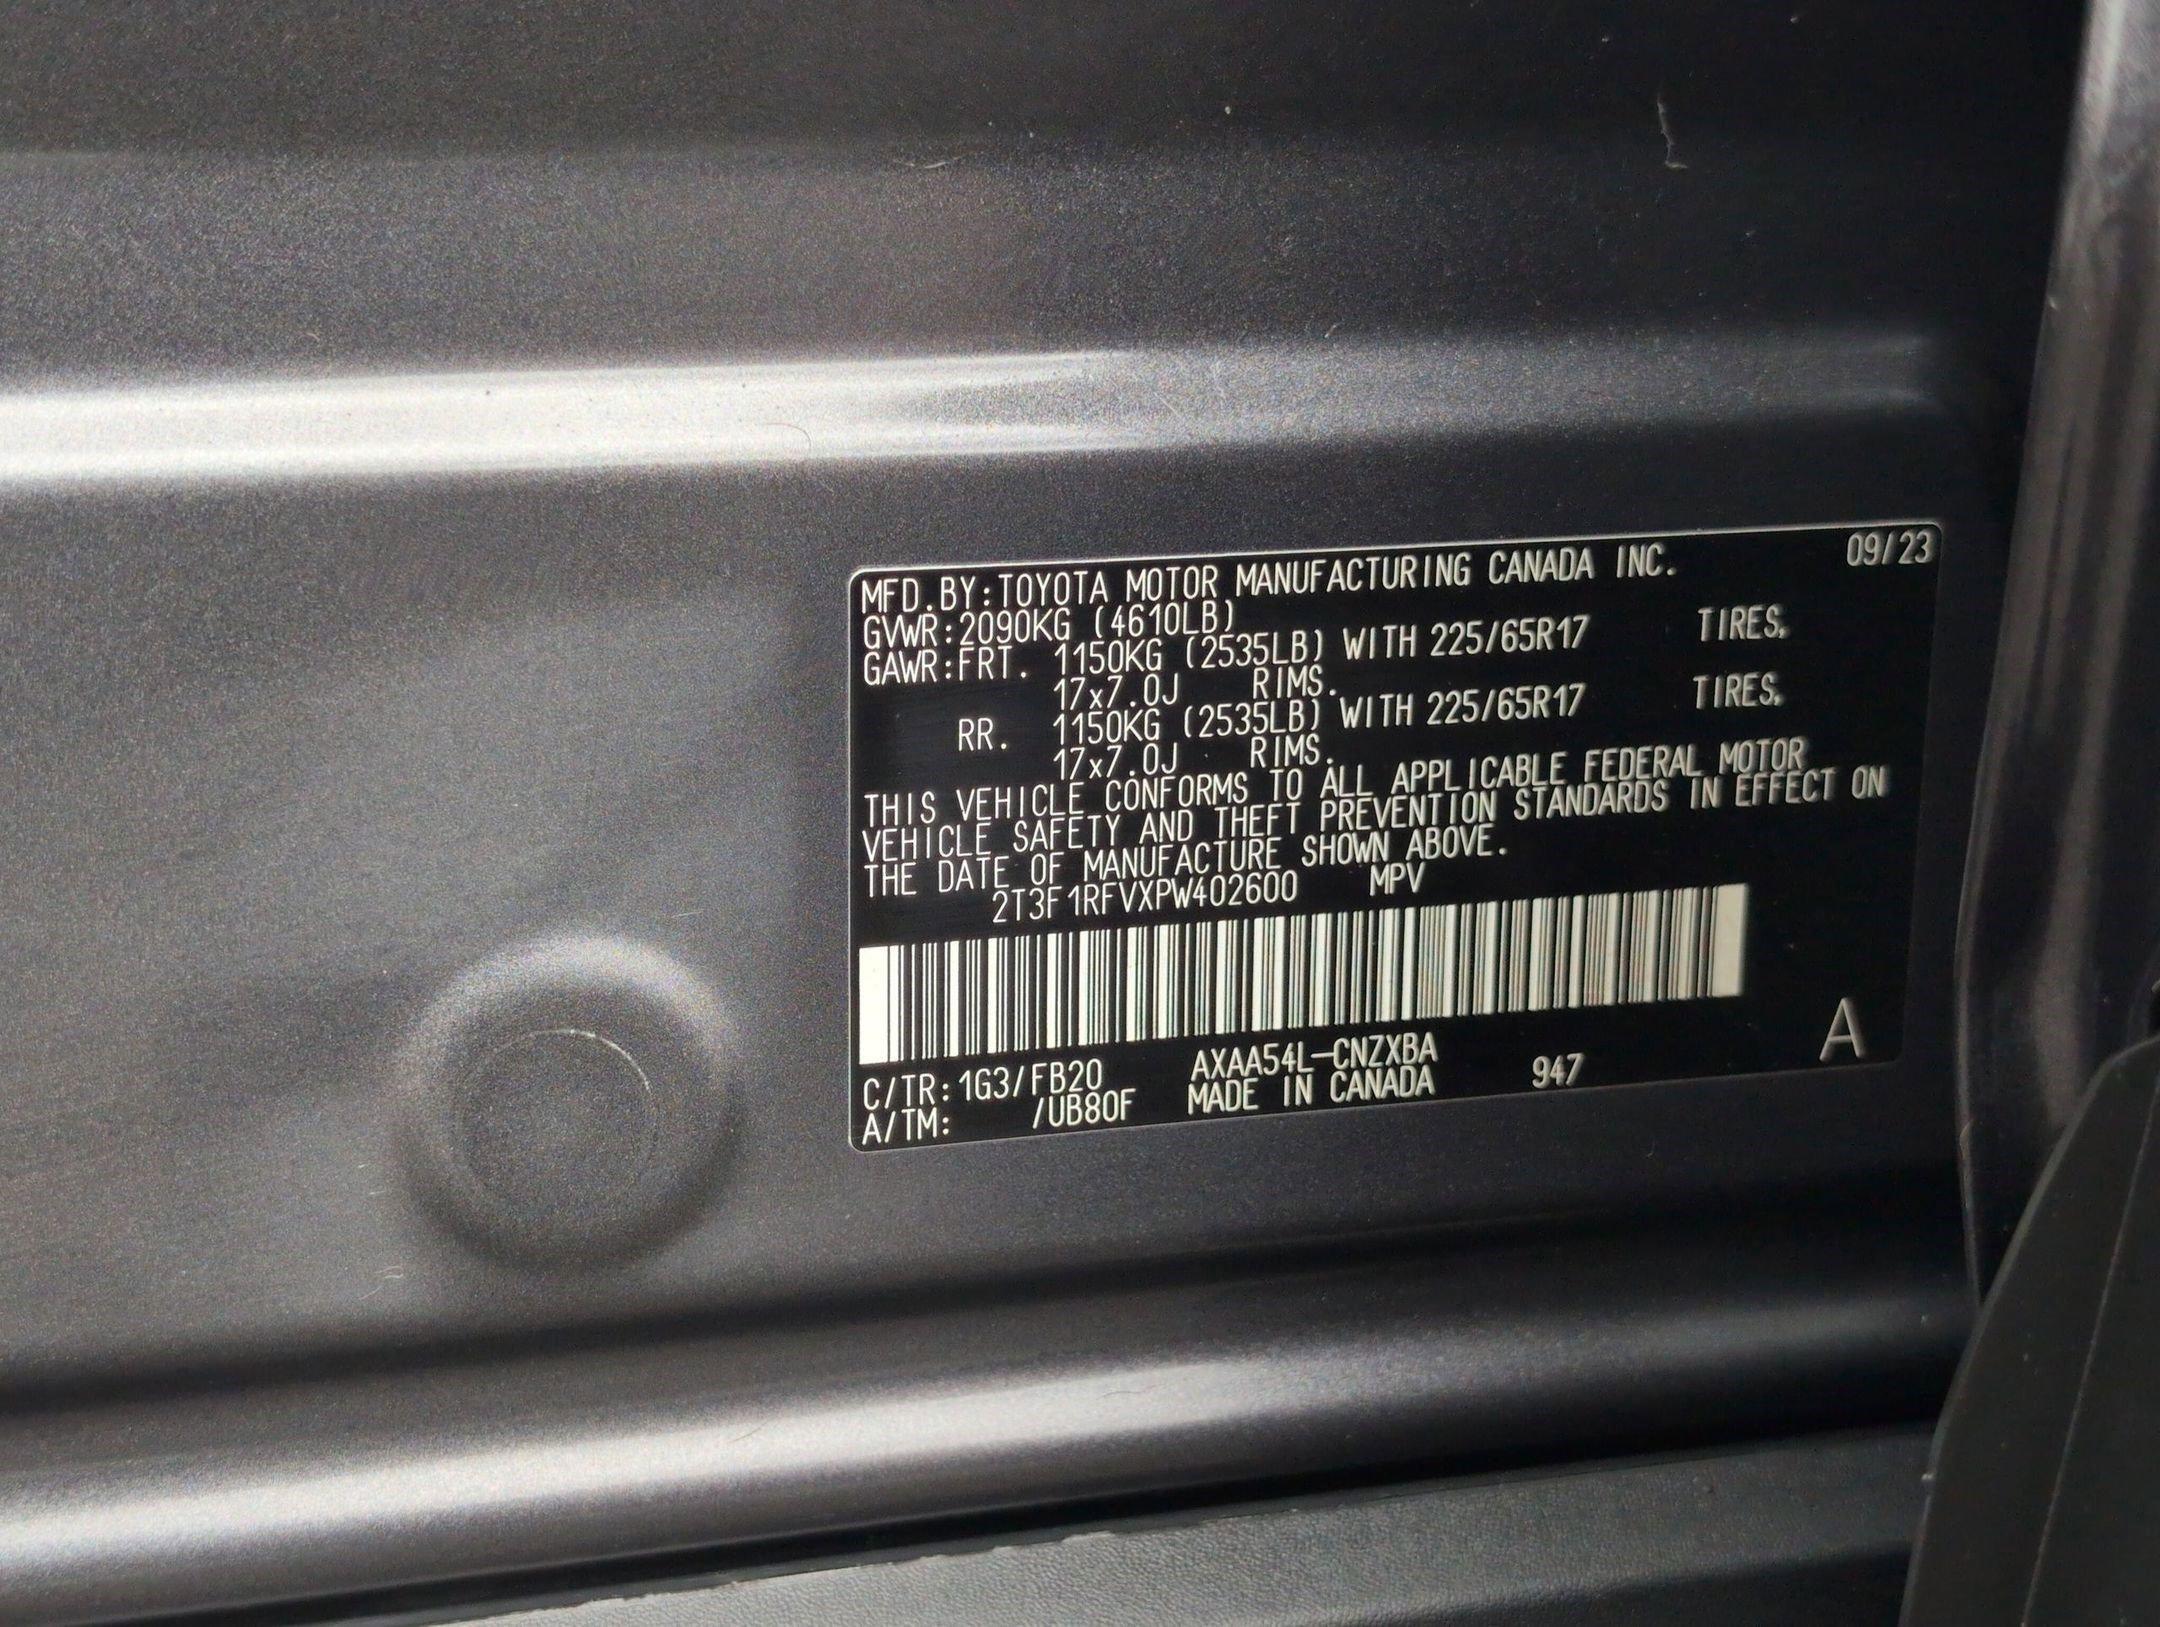 09/23
MFD.BY:TOYOTA MOTOR MANUFACTURING CANADA INC.
GVWR:2090KG (4610LB)
GAWR:FRT. 1150KG (2535LB) WITH 225/65R17 TIRES,
17x7.0J RIMS.
RR. 1150KG (2535LB) WITH 225/65R17 TIRES,
17x7.0J RIMS.
THIS VEHICLE CONFORMS TO ALL APPLICABLE FEDERAL MOTOR
VEHICLE SAFETY AND THEFT PREVENTION STANDARDS IN EFFECT ON
THE DATE OF MANUFACTURE SHOWN ABOVE.
2T3F1RFVXPW402600 MPV
C/TR:1G3/FB20 AXAA54L-CNZXBA 947 A
A/TM: /UB80F MADE IN CANADA